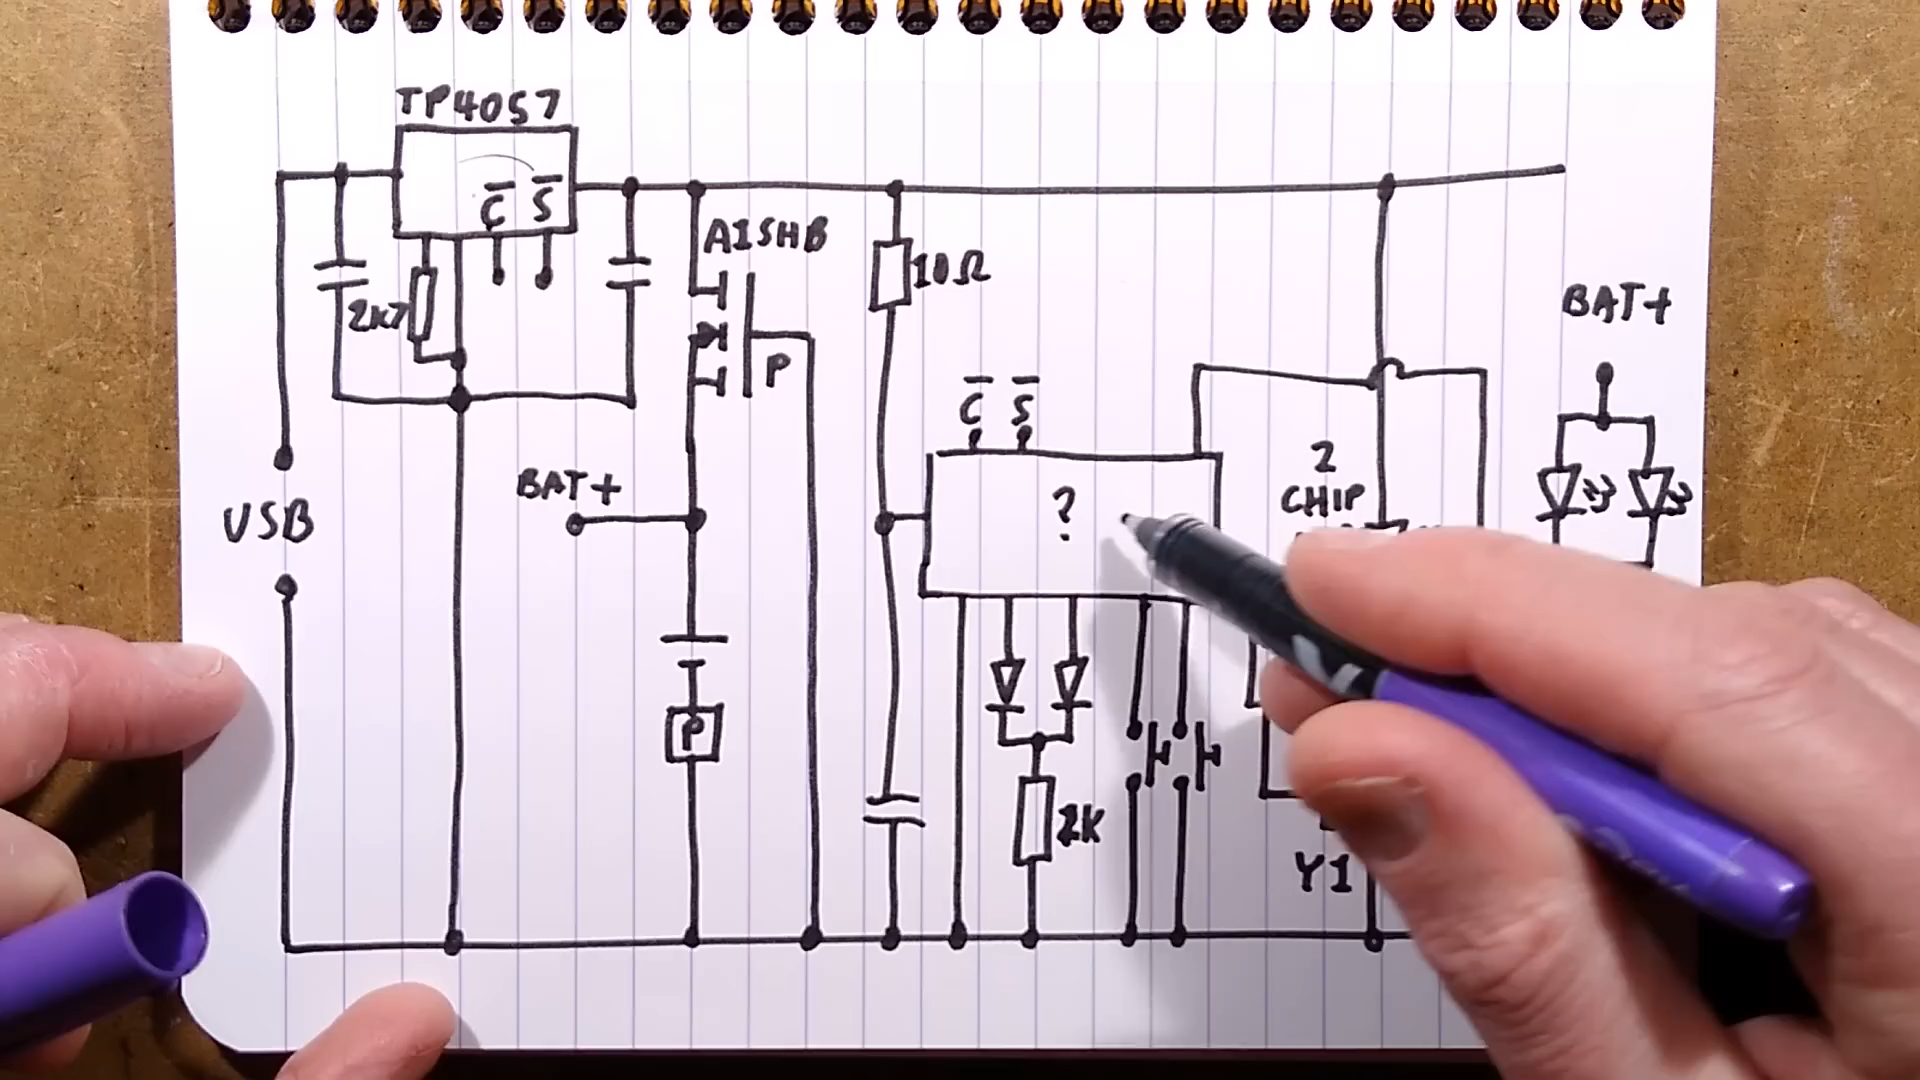 TP4057
C̅ S̅
2K7
A1SHB
P
10Ω
BAT+
USB
BAT+
P
C̅ S̅
?
2
CHIP
2K
Y1